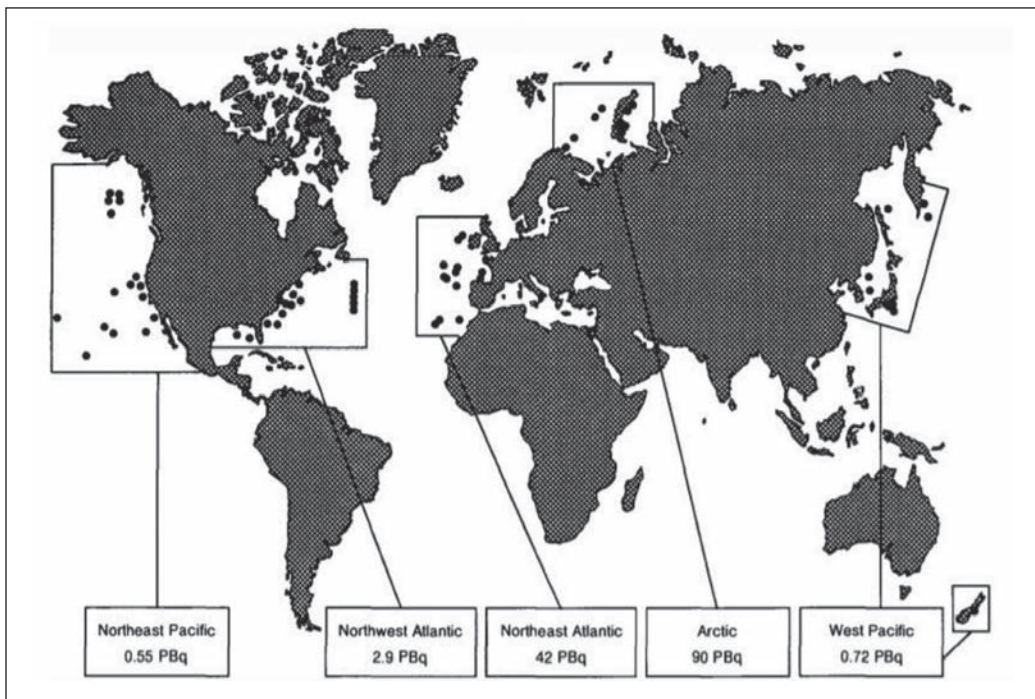 Northeast Pacific
0.55 PBq
Northwest Atlantic
2.9 PBq
Northeast Atlantic
42 PBq
Arctic
90 PBq
West Pacific
0.72 PBq